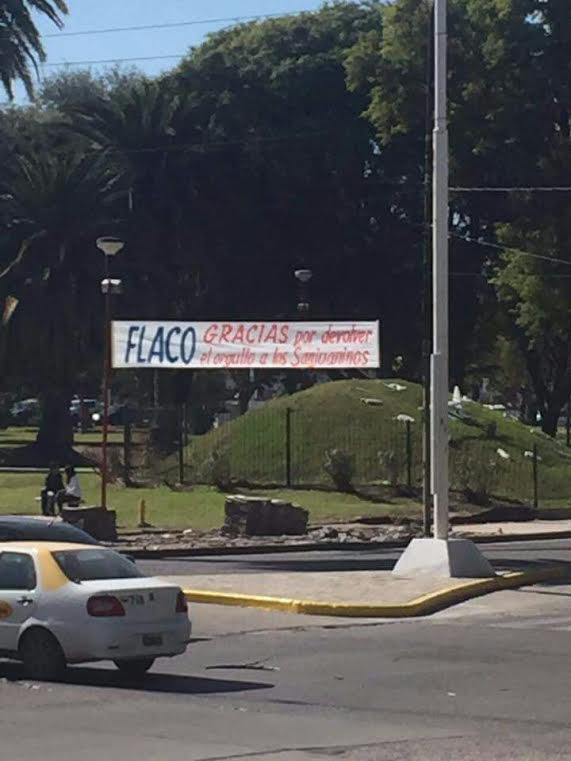 FLACO GRACIAS por devolver
el orgullo a los Sanjuaninos